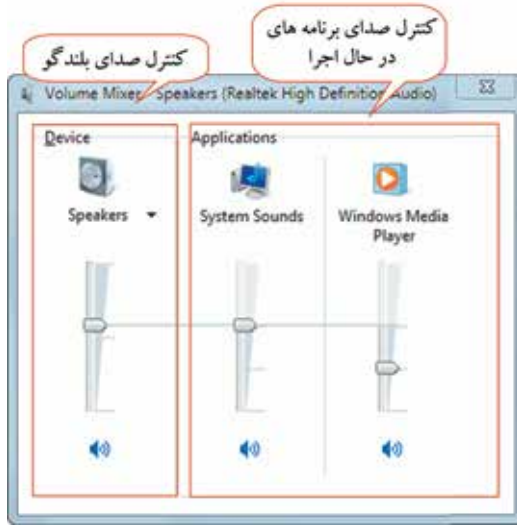 کنترل صدای برنامه های
در حال اجرا
کنترل صدای بلندگو
Volume Mixer - Speakers (Realtek High Definition Audio)
Device
Applications
Speakers
System Sounds
Windows Media
Player